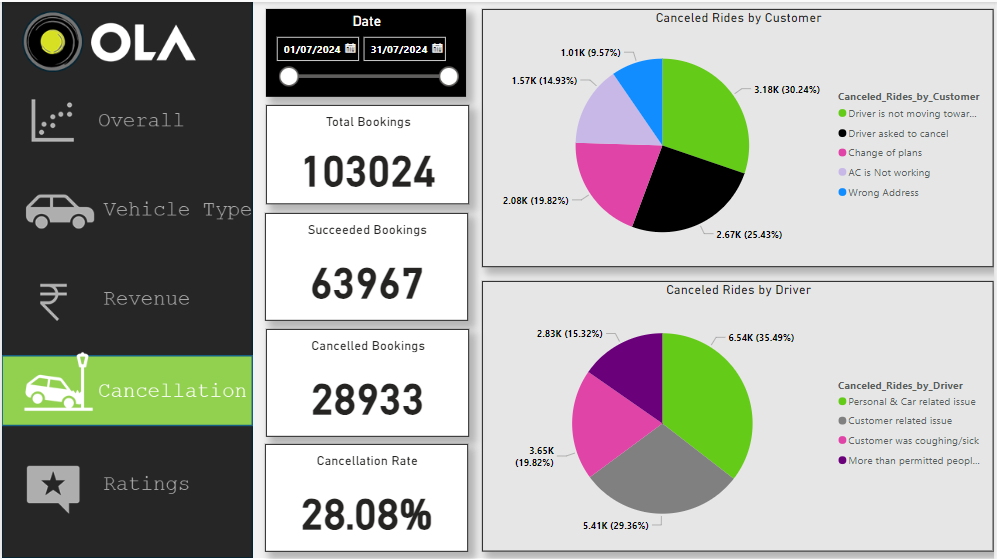 OLA
Overall
Vehicle Type
Revenue
Cancellation
Ratings
Date
01/07/2024
31/07/2024
Total Bookings
103024
Succeeded Bookings
63967
Cancelled Bookings
28933
Cancellation Rate
28.08%
Canceled Rides by Customer
1.01K (9.57%)
1.57K (14.93%)
3.18K (30.24%)
2.08K (19.82%)
2.67K (25.43%)
Canceled_Rides_by_Customer
Driver is not moving towar...
Driver asked to cancel
Change of plans
AC is Not working
Wrong Address
Canceled Rides by Driver
2.83K (15.32%)
6.54K (35.49%)
3.65K
(19.82%)
5.41K (29.36%)
Canceled_Rides_by_Driver
Personal & Car related issue
Customer related issue
Customer was coughing/sick
More than permitted peopl...